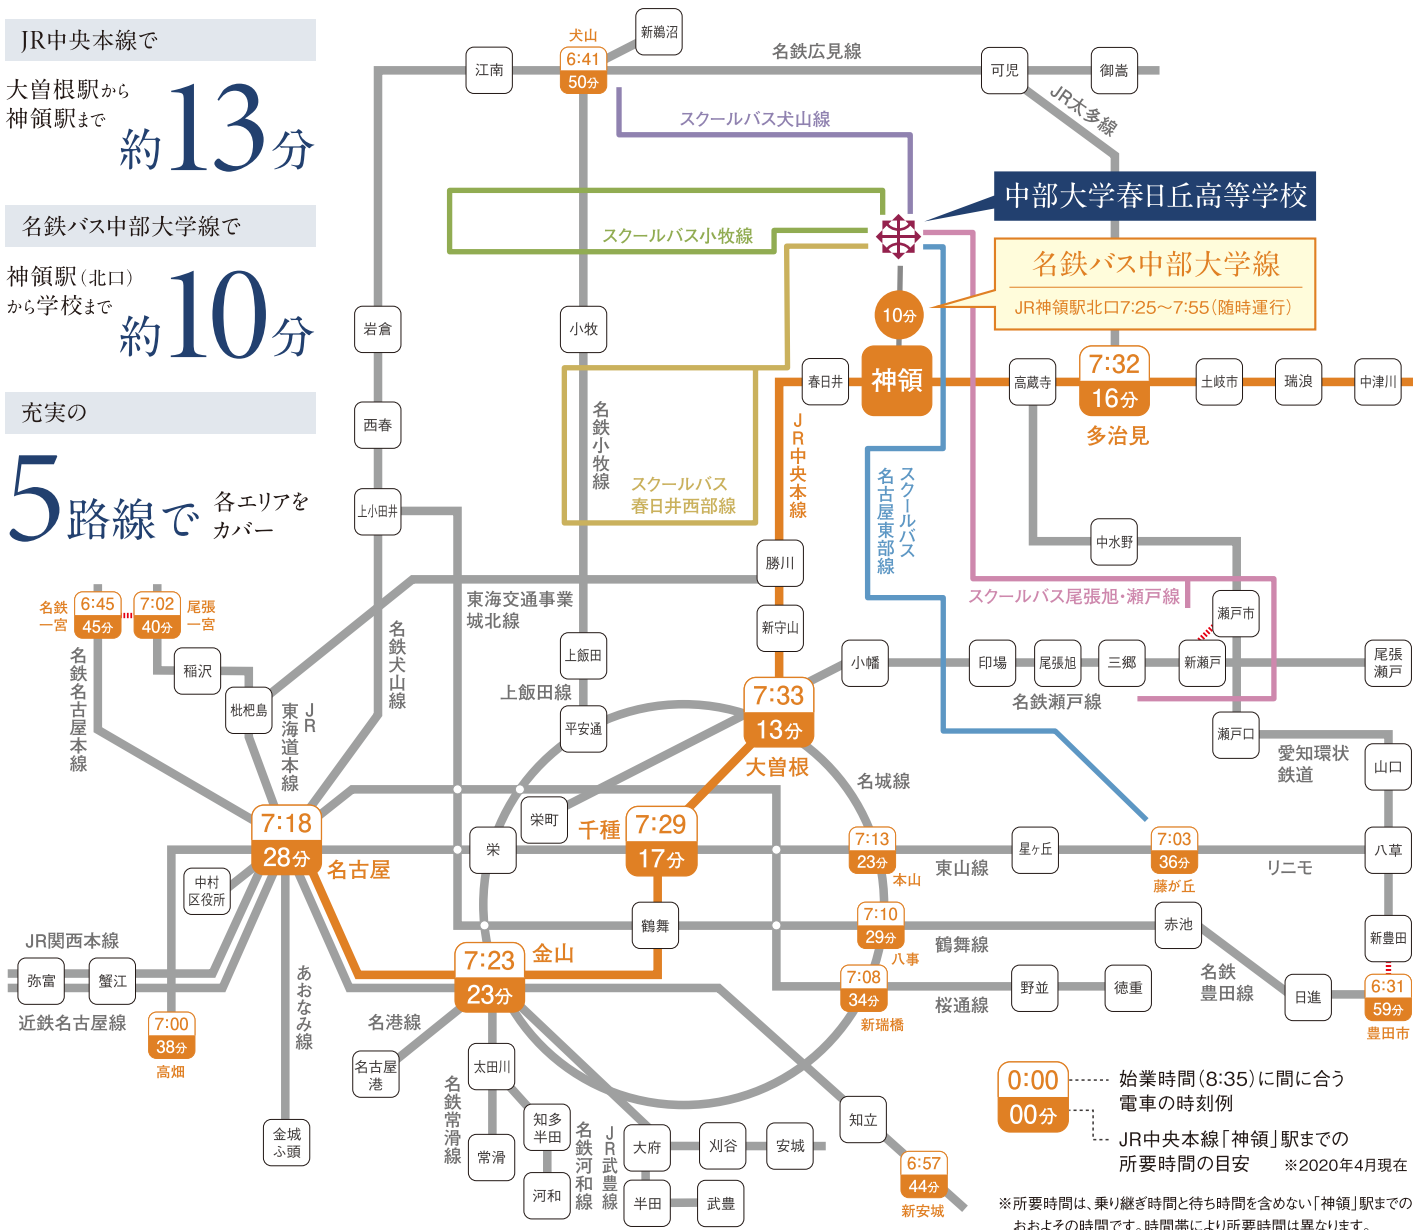 JR中央本線で
大曽根駅から
神領駅まで
約13分
名鉄バス中部大学線で
神領駅(北口)
から学校まで
約10分
充実の
5路線で
各エリアを
カバー
犬山
6:41
50分
新鵜沼
江南
名鉄広見線
可児
御嵩
JR太多線
スクールバス犬山線
中部大学春日丘高等学校
スクールバス小牧線
名鉄バス中部大学線
JR神領駅北口7:25〜7:55(随時運行)
10分
岩倉
小牧
春日井
神領
高蔵寺
7:32
16分
多治見
土岐市
瑞浪
中津川
西春
名鉄小牧線
JR中央本線
スクールバス
春日井西部線
スクールバス
名古屋東部線
上小田井
中水野
勝川
東海交通事業
城北線
スクールバス尾張旭・瀬戸線
名鉄
一宮
6:45
45分
7:02
40分
尾張
一宮
新守山
瀬戸市
名鉄犬山線
名鉄名古屋本線
稲沢
上飯田
小幡
印場
尾張旭
三郷
新瀬戸
尾張
瀬戸
名鉄瀬戸線
上飯田線
枇杷島
JR
東海道本線
平安通
7:33
13分
大曽根
瀬戸口
愛知環状
鉄道
山口
名城線
栄町
7:18
28分
名古屋
千種
7:29
17分
栄
7:13
23分
本山
東山線
星ヶ丘
7:03
36分
藤が丘
リニモ
八草
中村
区役所
鶴舞
7:10
29分
八事
鶴舞線
赤池
新豊田
JR関西本線
弥富
蟹江
近鉄名古屋線
あおなみ線
金山
7:23
23分
7:08
34分
新瑞橋
桜通線
野並
徳重
名鉄
豊田線
日進
6:31
59分
豊田市
7:00
38分
高畑
名港線
名古屋
港
太田川
名鉄常滑線
知多
半田
名鉄河和線
JR武豊線
金城
ふ頭
常滑
河和
大府
刈谷
安城
半田
武豊
知立
6:57
44分
新安城
0:00
00分
始業時間(8:35)に間に合う
電車の時刻例
JR中央本線「神領」駅までの
所要時間の目安 ※2020年4月現在
※所要時間は、乗り継ぎ時間と待ち時間を含めない「神領」駅までの
おおよその時間です。時間帯により所要時間は異なります。